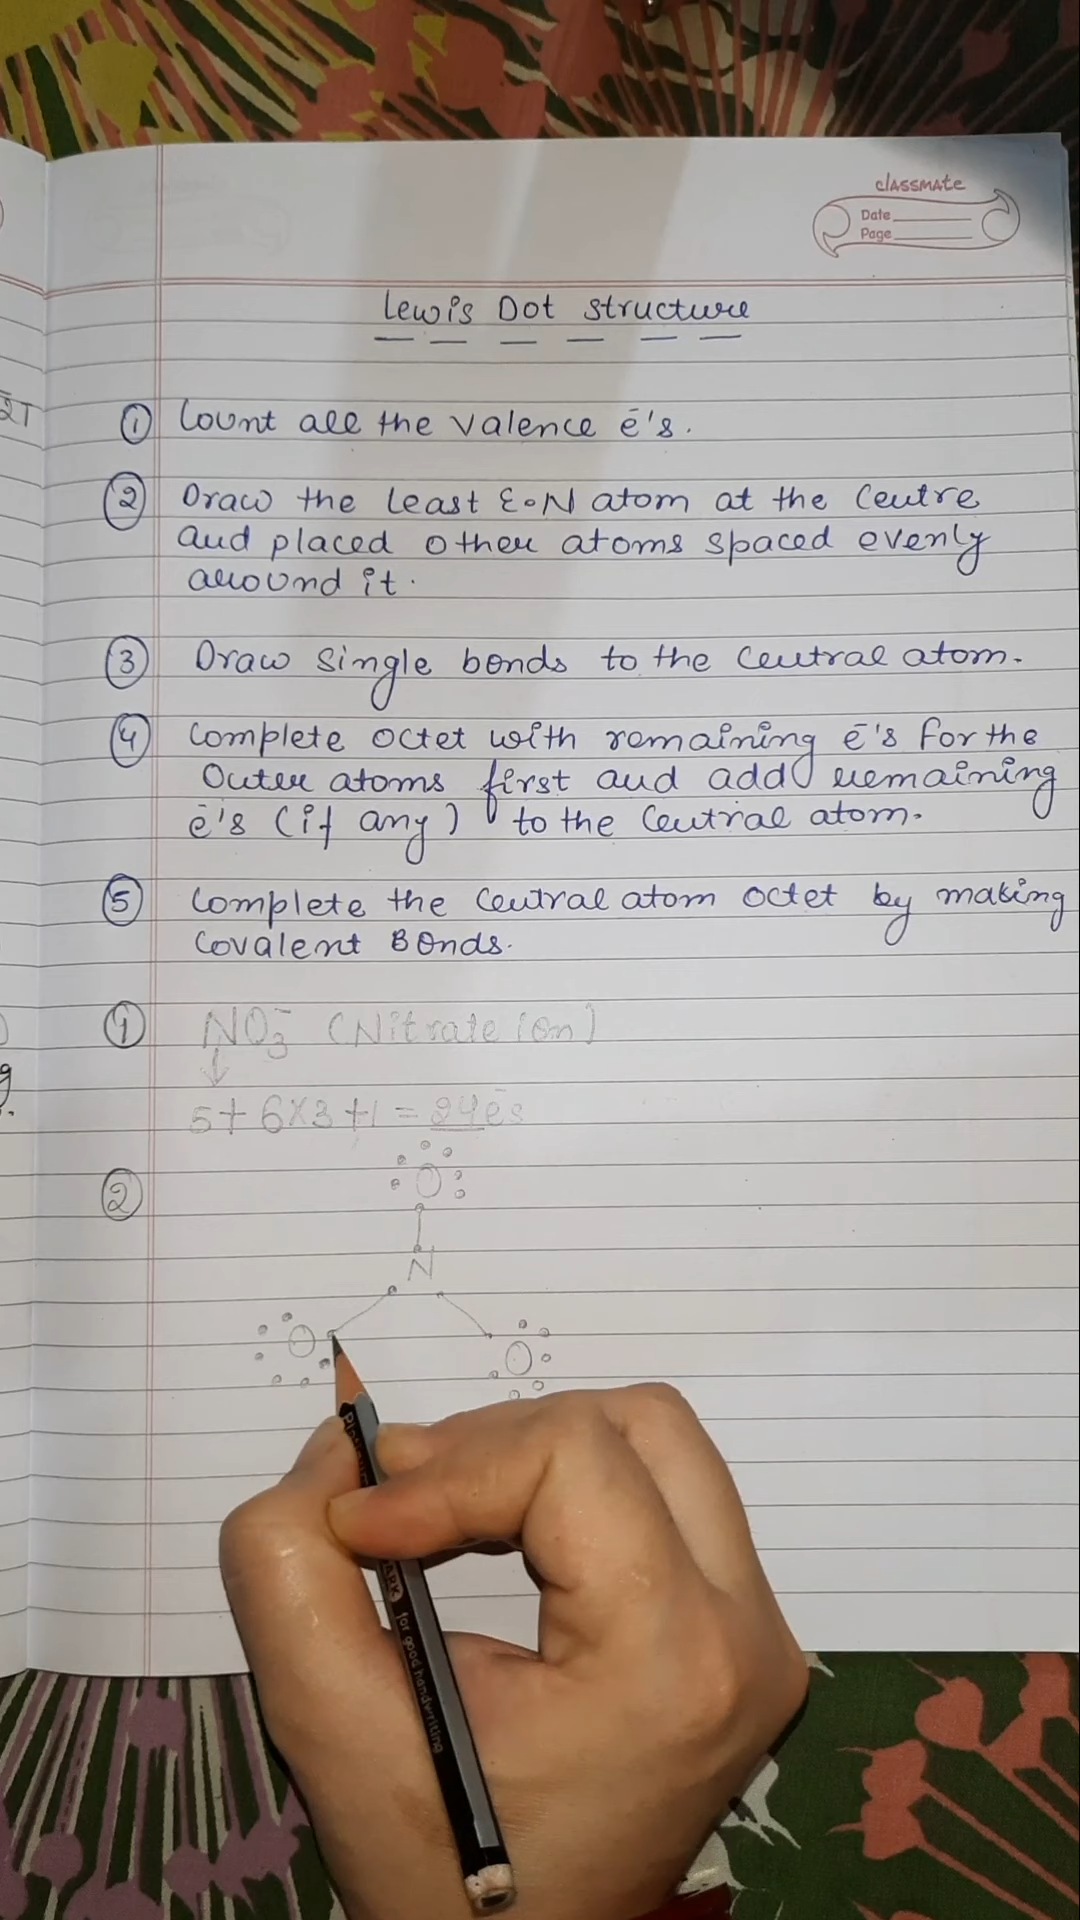 classmate
Date
Page
Lewis Dot structure
① Count all the valence ē's.
② Draw the least E.N atom at the centre
and placed other atoms spaced evenly
around it.
③ Draw single bonds to the central atom.
④ Complete octet with remaining ē's for the
outer atoms first and add remaining
ē's (if any) to the central atom.
⑤ Complete the central atom octet by making
covalent Bonds.
① NO₃⁻ (Nitrate ion)
↓
5+6×3+1=24ēs
②
O
N
O O
for good handwriting